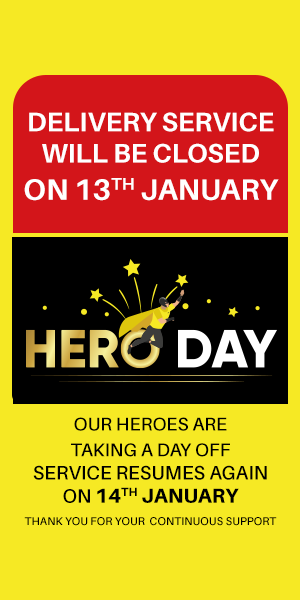 DELIVERY SERVICE
WILL BE CLOSED
ON 13TH JANUARY
HERO DAY
OUR HEROES ARE
TAKING A DAY OFF
SERVICE RESUMES AGAIN
ON 14TH JANUARY
THANK YOU FOR YOUR CONTINUOUS SUPPORT